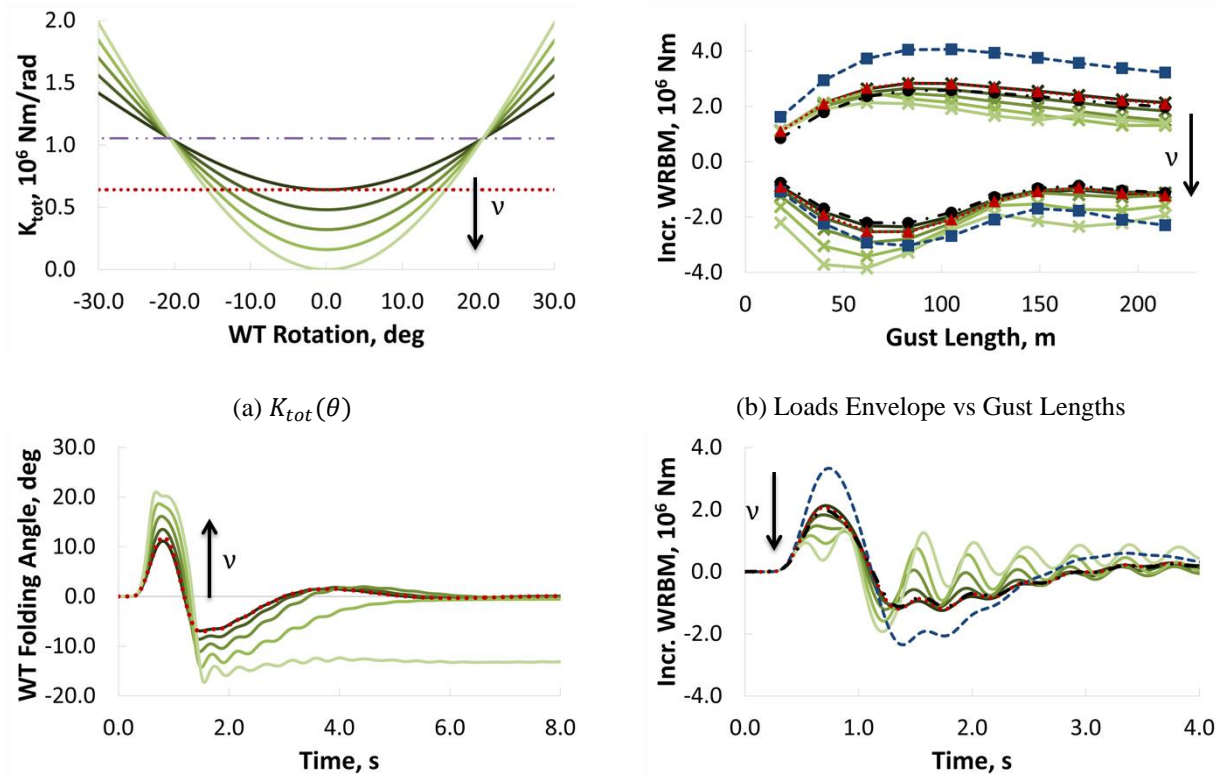 K_tot, 10^6 Nm/rad
2.0
1.5
1.0
0.5
0.0
ν
-30.0 -20.0 -10.0 0.0 10.0 20.0 30.0
WT Rotation, deg
Incr. WRBM, 10^6 Nm
4.0
2.0
0.0
-2.0
-4.0
ν
0 50 100 150 200
Gust Length, m
(a) K_tot(θ)
(b) Loads Envelope vs Gust Lengths
WT Folding Angle, deg
30.0
20.0
10.0
0.0
-10.0
-20.0
ν
0.0 2.0 4.0 6.0 8.0
Time, s
Incr. WRBM, 10^6 Nm
4.0
2.0
0.0
-2.0
-4.0
ν
0.0 1.0 2.0 3.0 4.0
Time, s